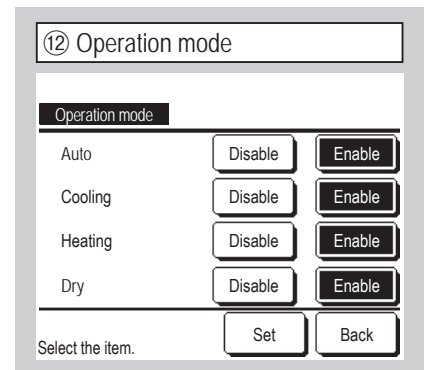 ⑫ Operation mode
Operation mode
Auto Disable Enable
Cooling Disable Enable
Heating Disable Enable
Dry Disable Enable
Select the item. Set Back